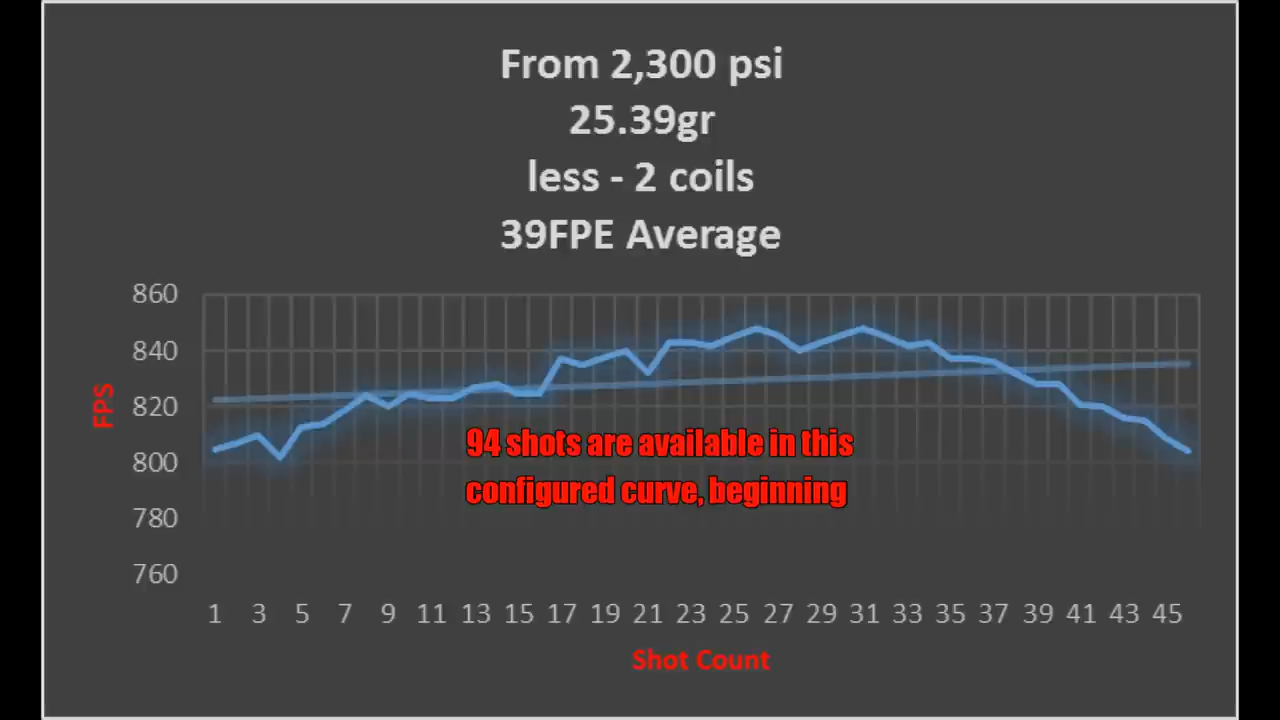 From 2,300 psi
25.39gr
less - 2 coils
39FPE Average
860
840
820
800
780
760
FPS
94 shots are available in this
configured curve, beginning
1 3 5 7 9 11 13 15 17 19 21 23 25 27 29 31 33 35 37 39 41 43 45
Shot Count